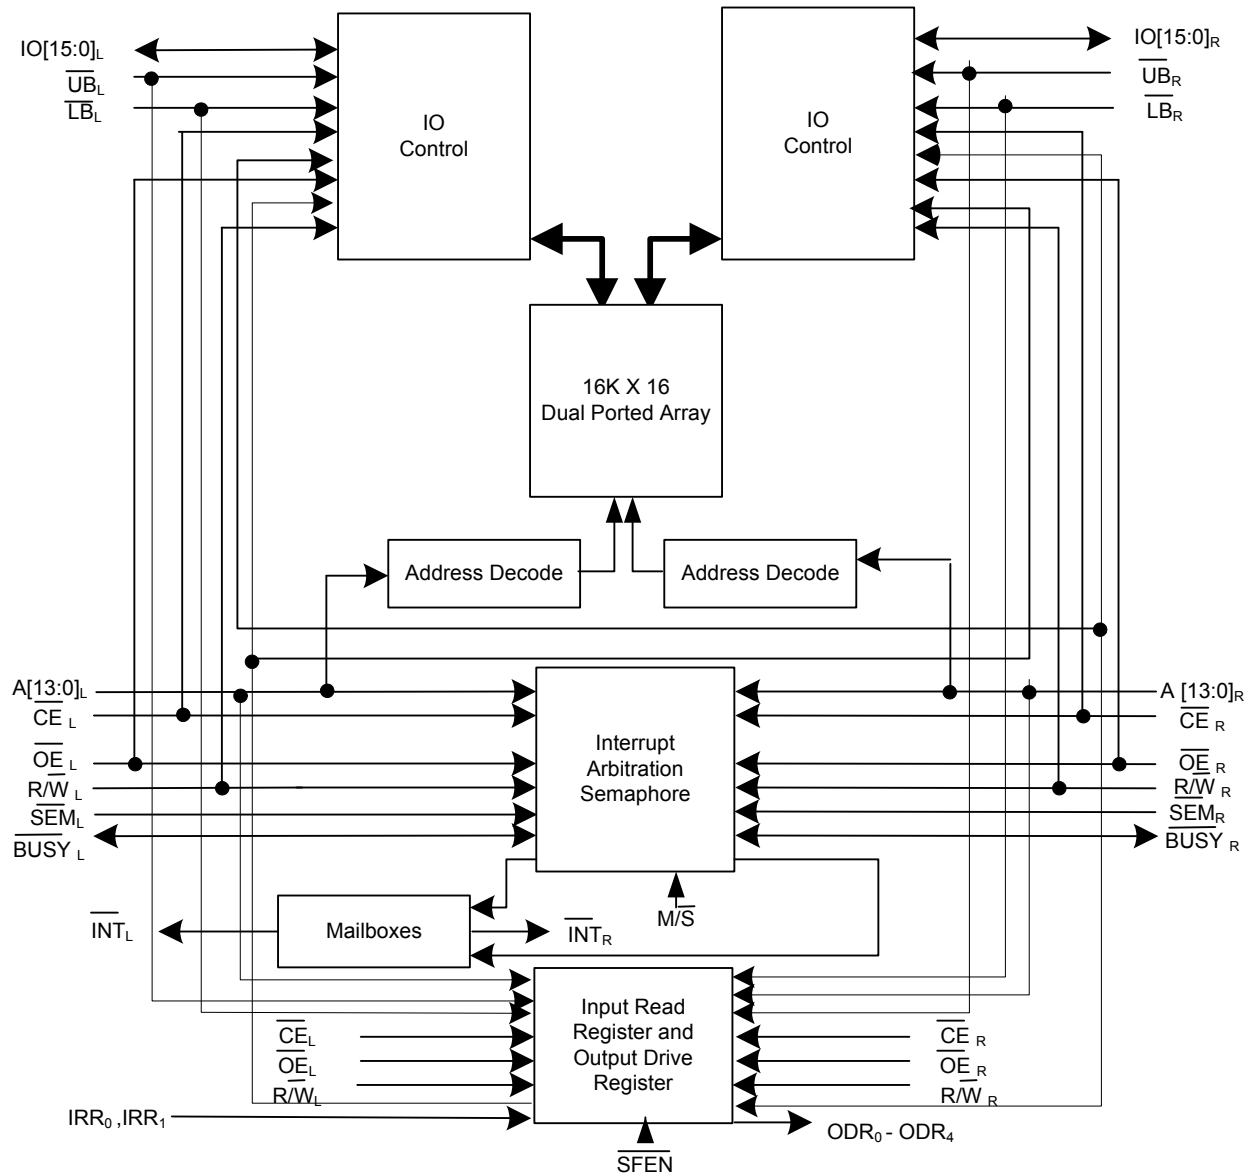 IO[15:0]L
UBL
LBL
IO
Control
IO
Control
IO[15:0]R
UBR
LBR
16K X 16
Dual Ported Array
Address Decode
Address Decode
A[13:0]L
CE L
OE L
R/W L
SEML
BUSY L
Interrupt
Arbitration
Semaphore
A [13:0]R
CE R
OE R
R/W R
SEMR
BUSY R
M/S
INTL
Mailboxes
INTR
Input Read
Register and
Output Drive
Register
CEL
OEL
R/WL
CE R
OE R
R/W R
IRR0 ,IRR1
ODR0 - ODR4
SFEN